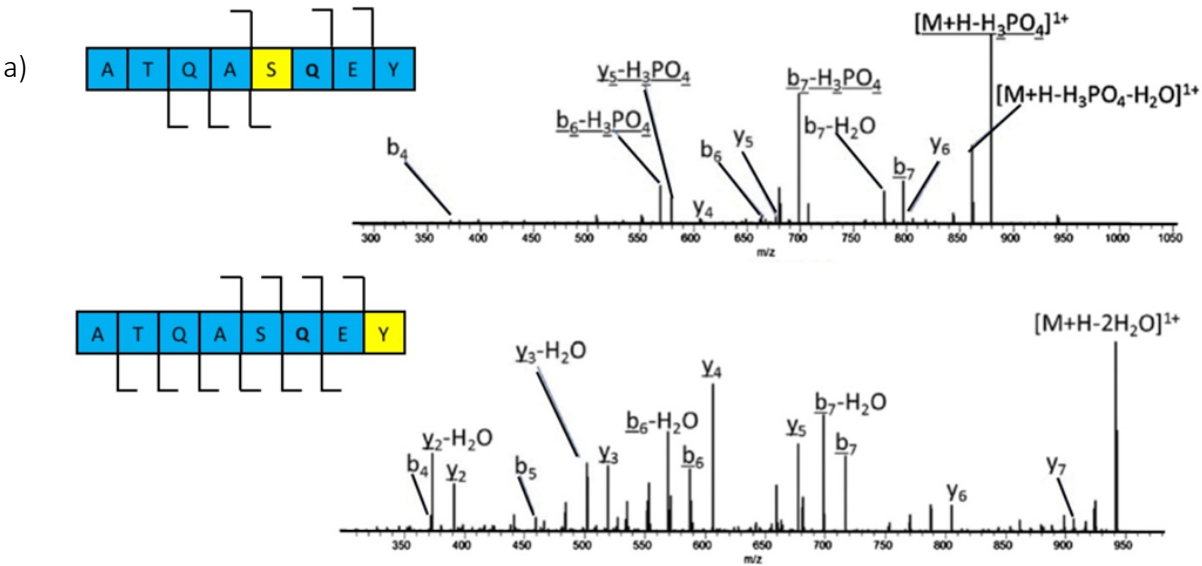 a)
A T Q A S Q E Y
b4
b6-H3PO4
y5-H3PO4
y4
b6
y5
b7-H3PO4
b7-H2O
b7
y6
[M+H-H3PO4]1+
[M+H-H3PO4-H2O]1+
300 350 400 450 500 550 600 650 700 750 800 850 900 950 1000 1050
m/z
A T Q A S Q E Y
b4
y2-H2O
y2
b5
y3-H2O
y3
b6-H2O
b6
y4
y5
b7-H2O
b7
y6
y7
[M+H-2H2O]1+
350 400 450 500 550 600 650 700 750 800 850 900 950
m/z